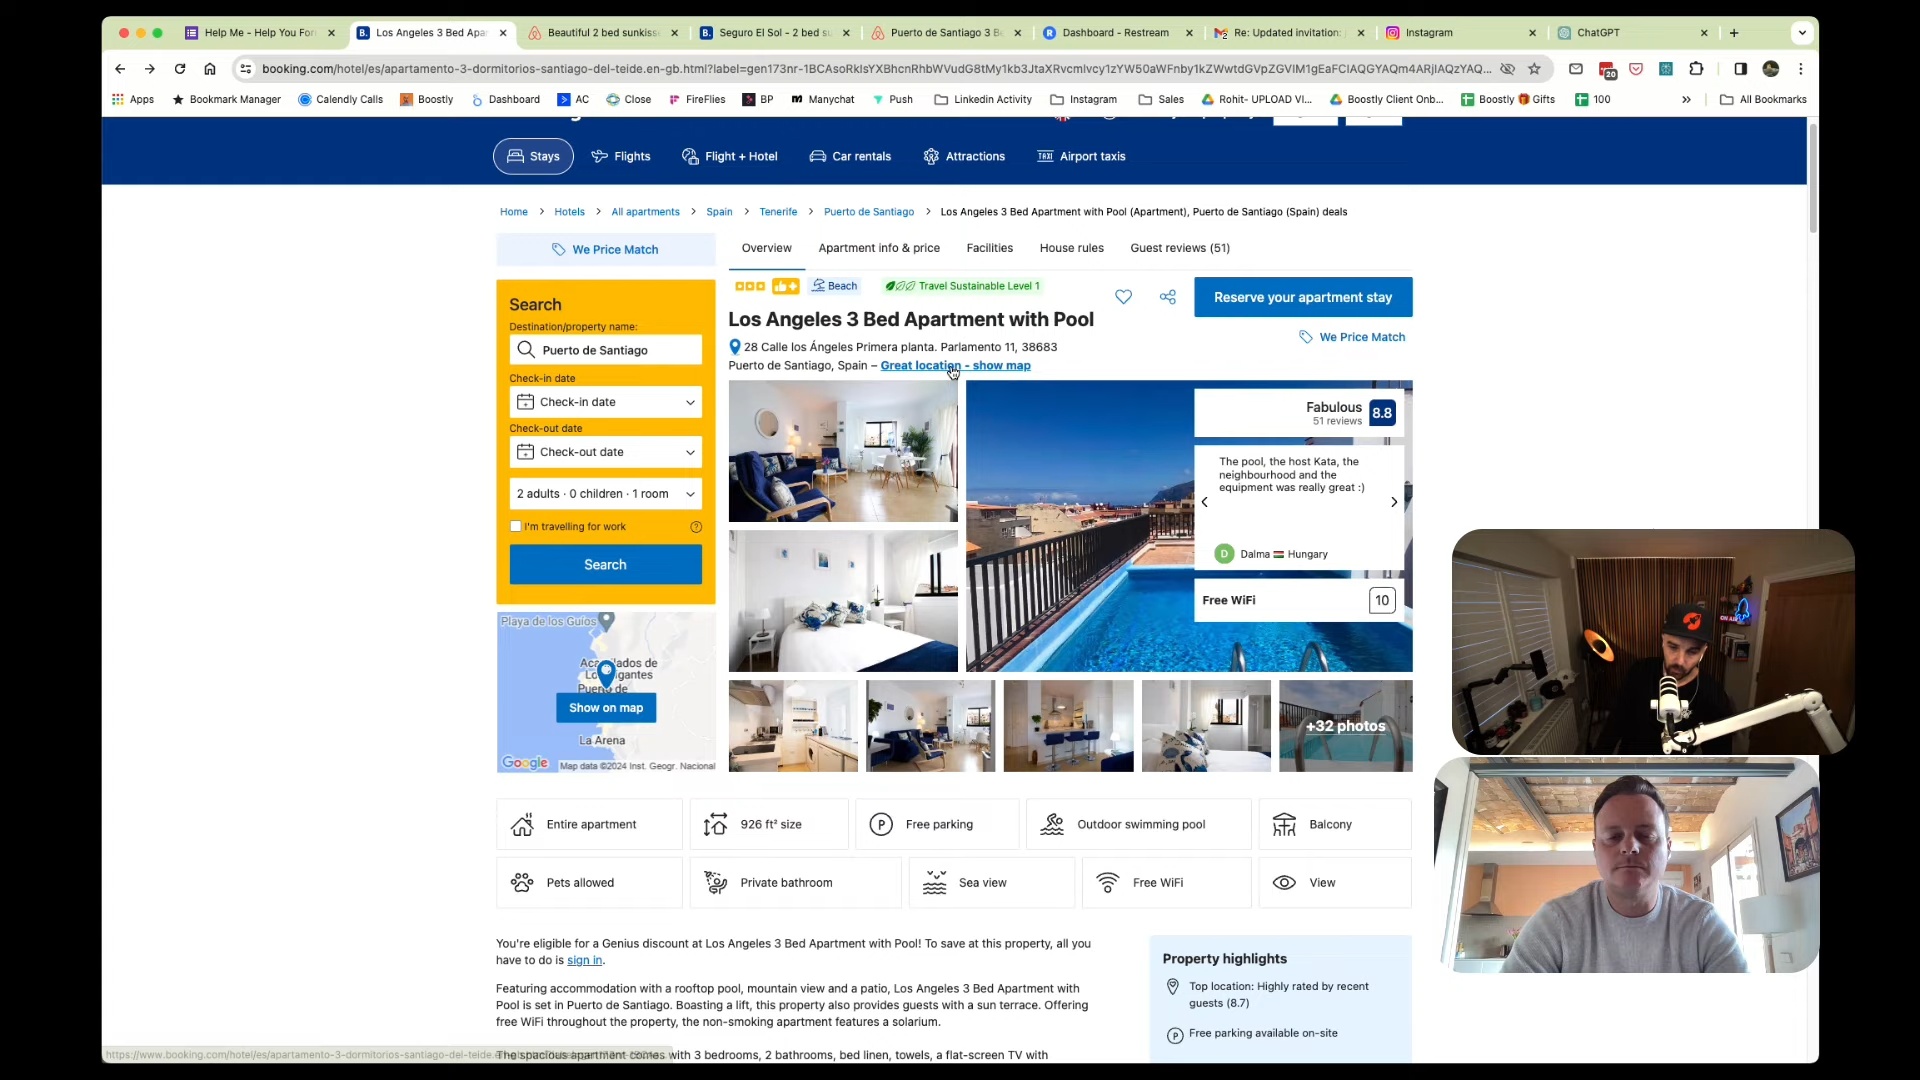 Help Me - Help You For
Los Angeles 3 Bed Apa
Beautiful 2 bed sunkiss
Seguro El Sol - 2 bed su
Puerto de Santiago 3 B
Dashboard - Restream
Re: Updated invitation:
Instagram
ChatGPT
booking.com/hotel/es/apartamento-3-dormitorios-santiago-del-teide.en-gb.html?label=gen173nr-1BCAsoRklsYXBhcnRhbWVudG8tMy1kb3JtaXRvcmlvcy1zYW50aWFnby1kZWwtdGVpZGVIM1gEaFCIAQGYAQm4ARjIAQzYAQ...
20
Apps
Bookmark Manager
Calendly Calls
Boostly
Dashboard
AC
Close
FireFlies
BP
Manychat
Push
Linkedin Activity
Instagram
Sales
Rohit- UPLOAD VI...
Boostly Client Onb...
Boostly 🎁 Gifts
100
All Bookmarks
Stays
Flights
Flight + Hotel
Car rentals
Attractions
TAXI Airport taxis
Home > Hotels > All apartments > Spain > Tenerife > Puerto de Santiago > Los Angeles 3 Bed Apartment with Pool (Apartment), Puerto de Santiago (Spain) deals
We Price Match
Overview
Apartment info & price
Facilities
House rules
Guest reviews (51)
Search
Destination/property name:
Puerto de Santiago
Check-in date
Check-in date
Check-out date
Check-out date
2 adults · 0 children · 1 room
I'm travelling for work
Search
Beach
Travel Sustainable Level 1
Reserve your apartment stay
Los Angeles 3 Bed Apartment with Pool
We Price Match
28 Calle los Ángeles Primera planta. Parlamento 11, 38683
Puerto de Santiago, Spain – Great location - show map
Fabulous
51 reviews
8.8
The pool, the host Kata, the
neighbourhood and the
equipment was really great :)
D Dalma Hungary
Free WiFi 10
Playa de los Guíos
Acantilados de
Los Gigantes
Puerto de
Show on map
La Arena
Google
Map data ©2024 Inst. Geogr. Nacional
+32 photos
ON AIR
Entire apartment
926 ft² size
P Free parking
Outdoor swimming pool
Balcony
Pets allowed
Private bathroom
Sea view
Free WiFi
View
You're eligible for a Genius discount at Los Angeles 3 Bed Apartment with Pool! To save at this property, all you
have to do is sign in.
Featuring accommodation with a rooftop pool, mountain view and a patio, Los Angeles 3 Bed Apartment with
Pool is set in Puerto de Santiago. Boasting a lift, this property also provides guests with a sun terrace. Offering
free WiFi throughout the property, the non-smoking apartment features a solarium.
The spacious apartment comes with 3 bedrooms, 2 bathrooms, bed linen, towels, a flat-screen TV with
Property highlights
Top location: Highly rated by recent
guests (8.7)
P Free parking available on-site